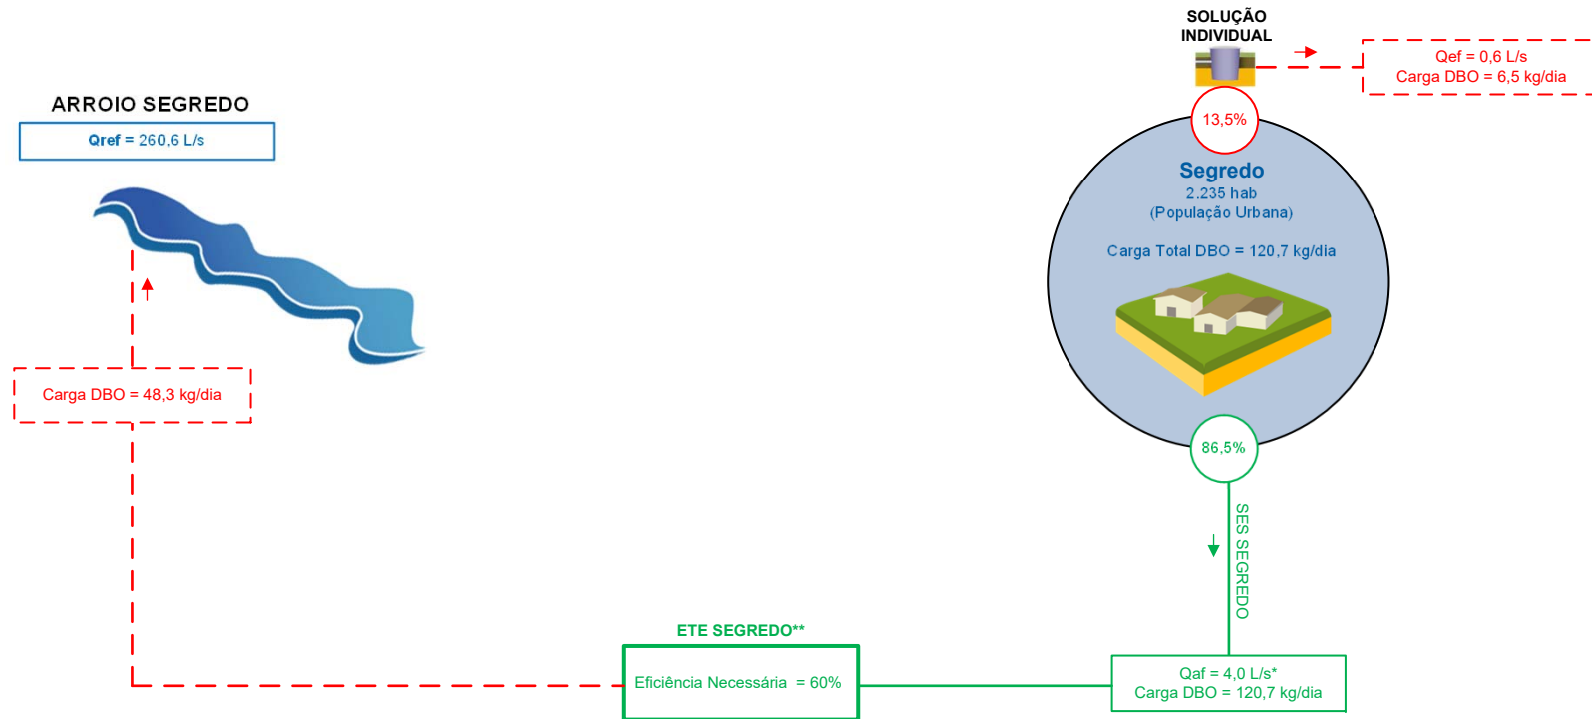 SOLUÇÃO
INDIVIDUAL
Qef = 0,6 L/s
Carga DBO = 6,5 kg/dia
ARROIO SEGREDO
Qref = 260,6 L/s
13,5%
Segredo
2.235 hab
(População Urbana)
Carga Total DBO = 120,7 kg/dia
Carga DBO = 48,3 kg/dia
86,5%
SES SEGREDO
ETE SEGREDO**
Eficiência Necessária = 60%
Qaf = 4,0 L/s*
Carga DBO = 120,7 kg/dia